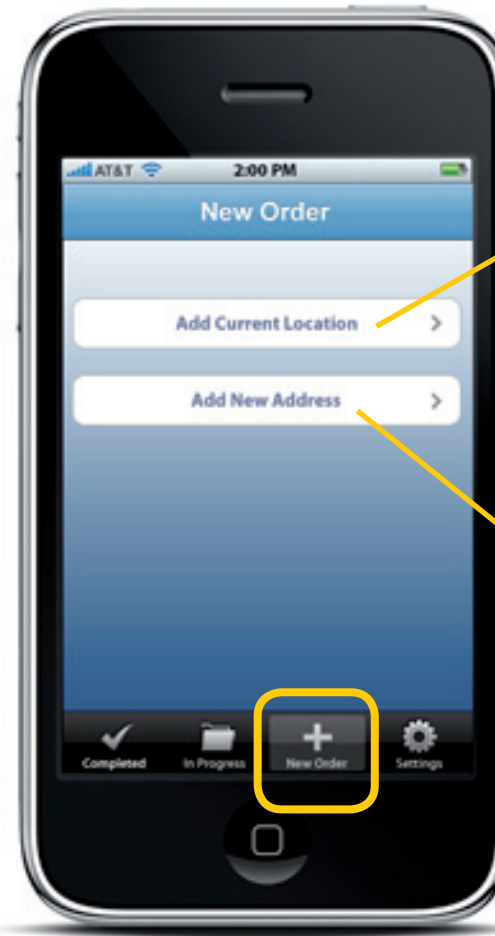 AT&T 2:00 PM
New Order
Add Current Location
Add New Address
Completed In Progress New Order Settings